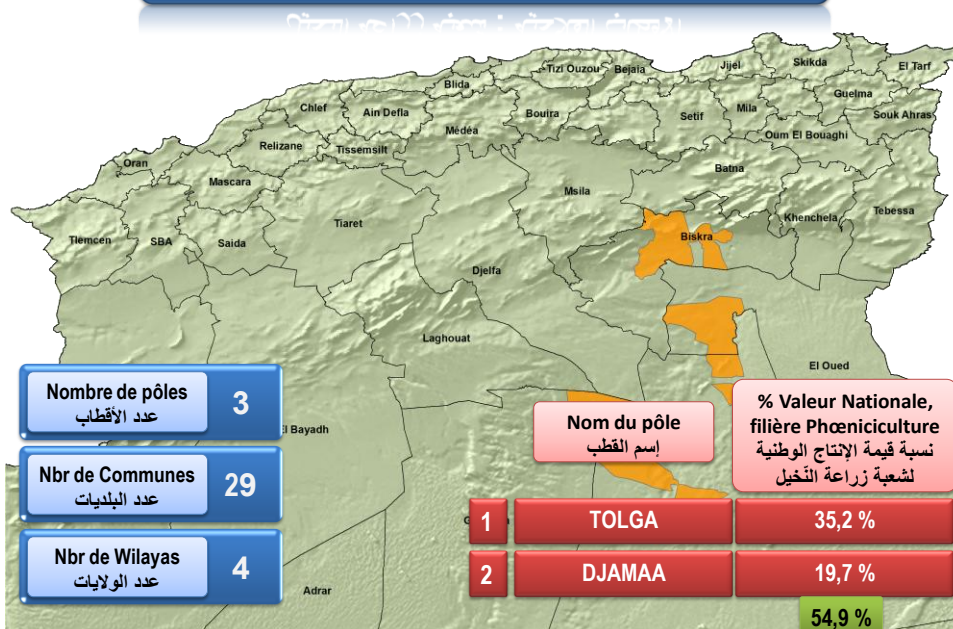 Tizi Ouzou
Bejaia
Jijel
Skikda
El Tarf
Blida
Guelma
Chlef
Ain Defla
Bouira
Setif
Mila
Souk Ahras
Médéa
Oum El Bouaghi
Relizane
Tissemsilt
Oran
Batna
Mascara
Msila
Tiaret
Khenchela
Tebessa
Tlemcen
SBA
Saida
Biskra
Djelfa
Laghouat
El Oued
El Bayadh
Adrar
Nombre de pôles
عدد الأقطاب
3
Nbr de Communes
عدد البلديات
29
Nbr de Wilayas
عدد الولايات
4
Nom du pôle
إسم القطب
% Valeur Nationale,
filière Phœniciculture
نسبة قيمة الإنتاج الوطنية
لشعبة زراعة النّخيل
1 TOLGA 35,2 %
2 DJAMAA 19,7 %
54,9 %